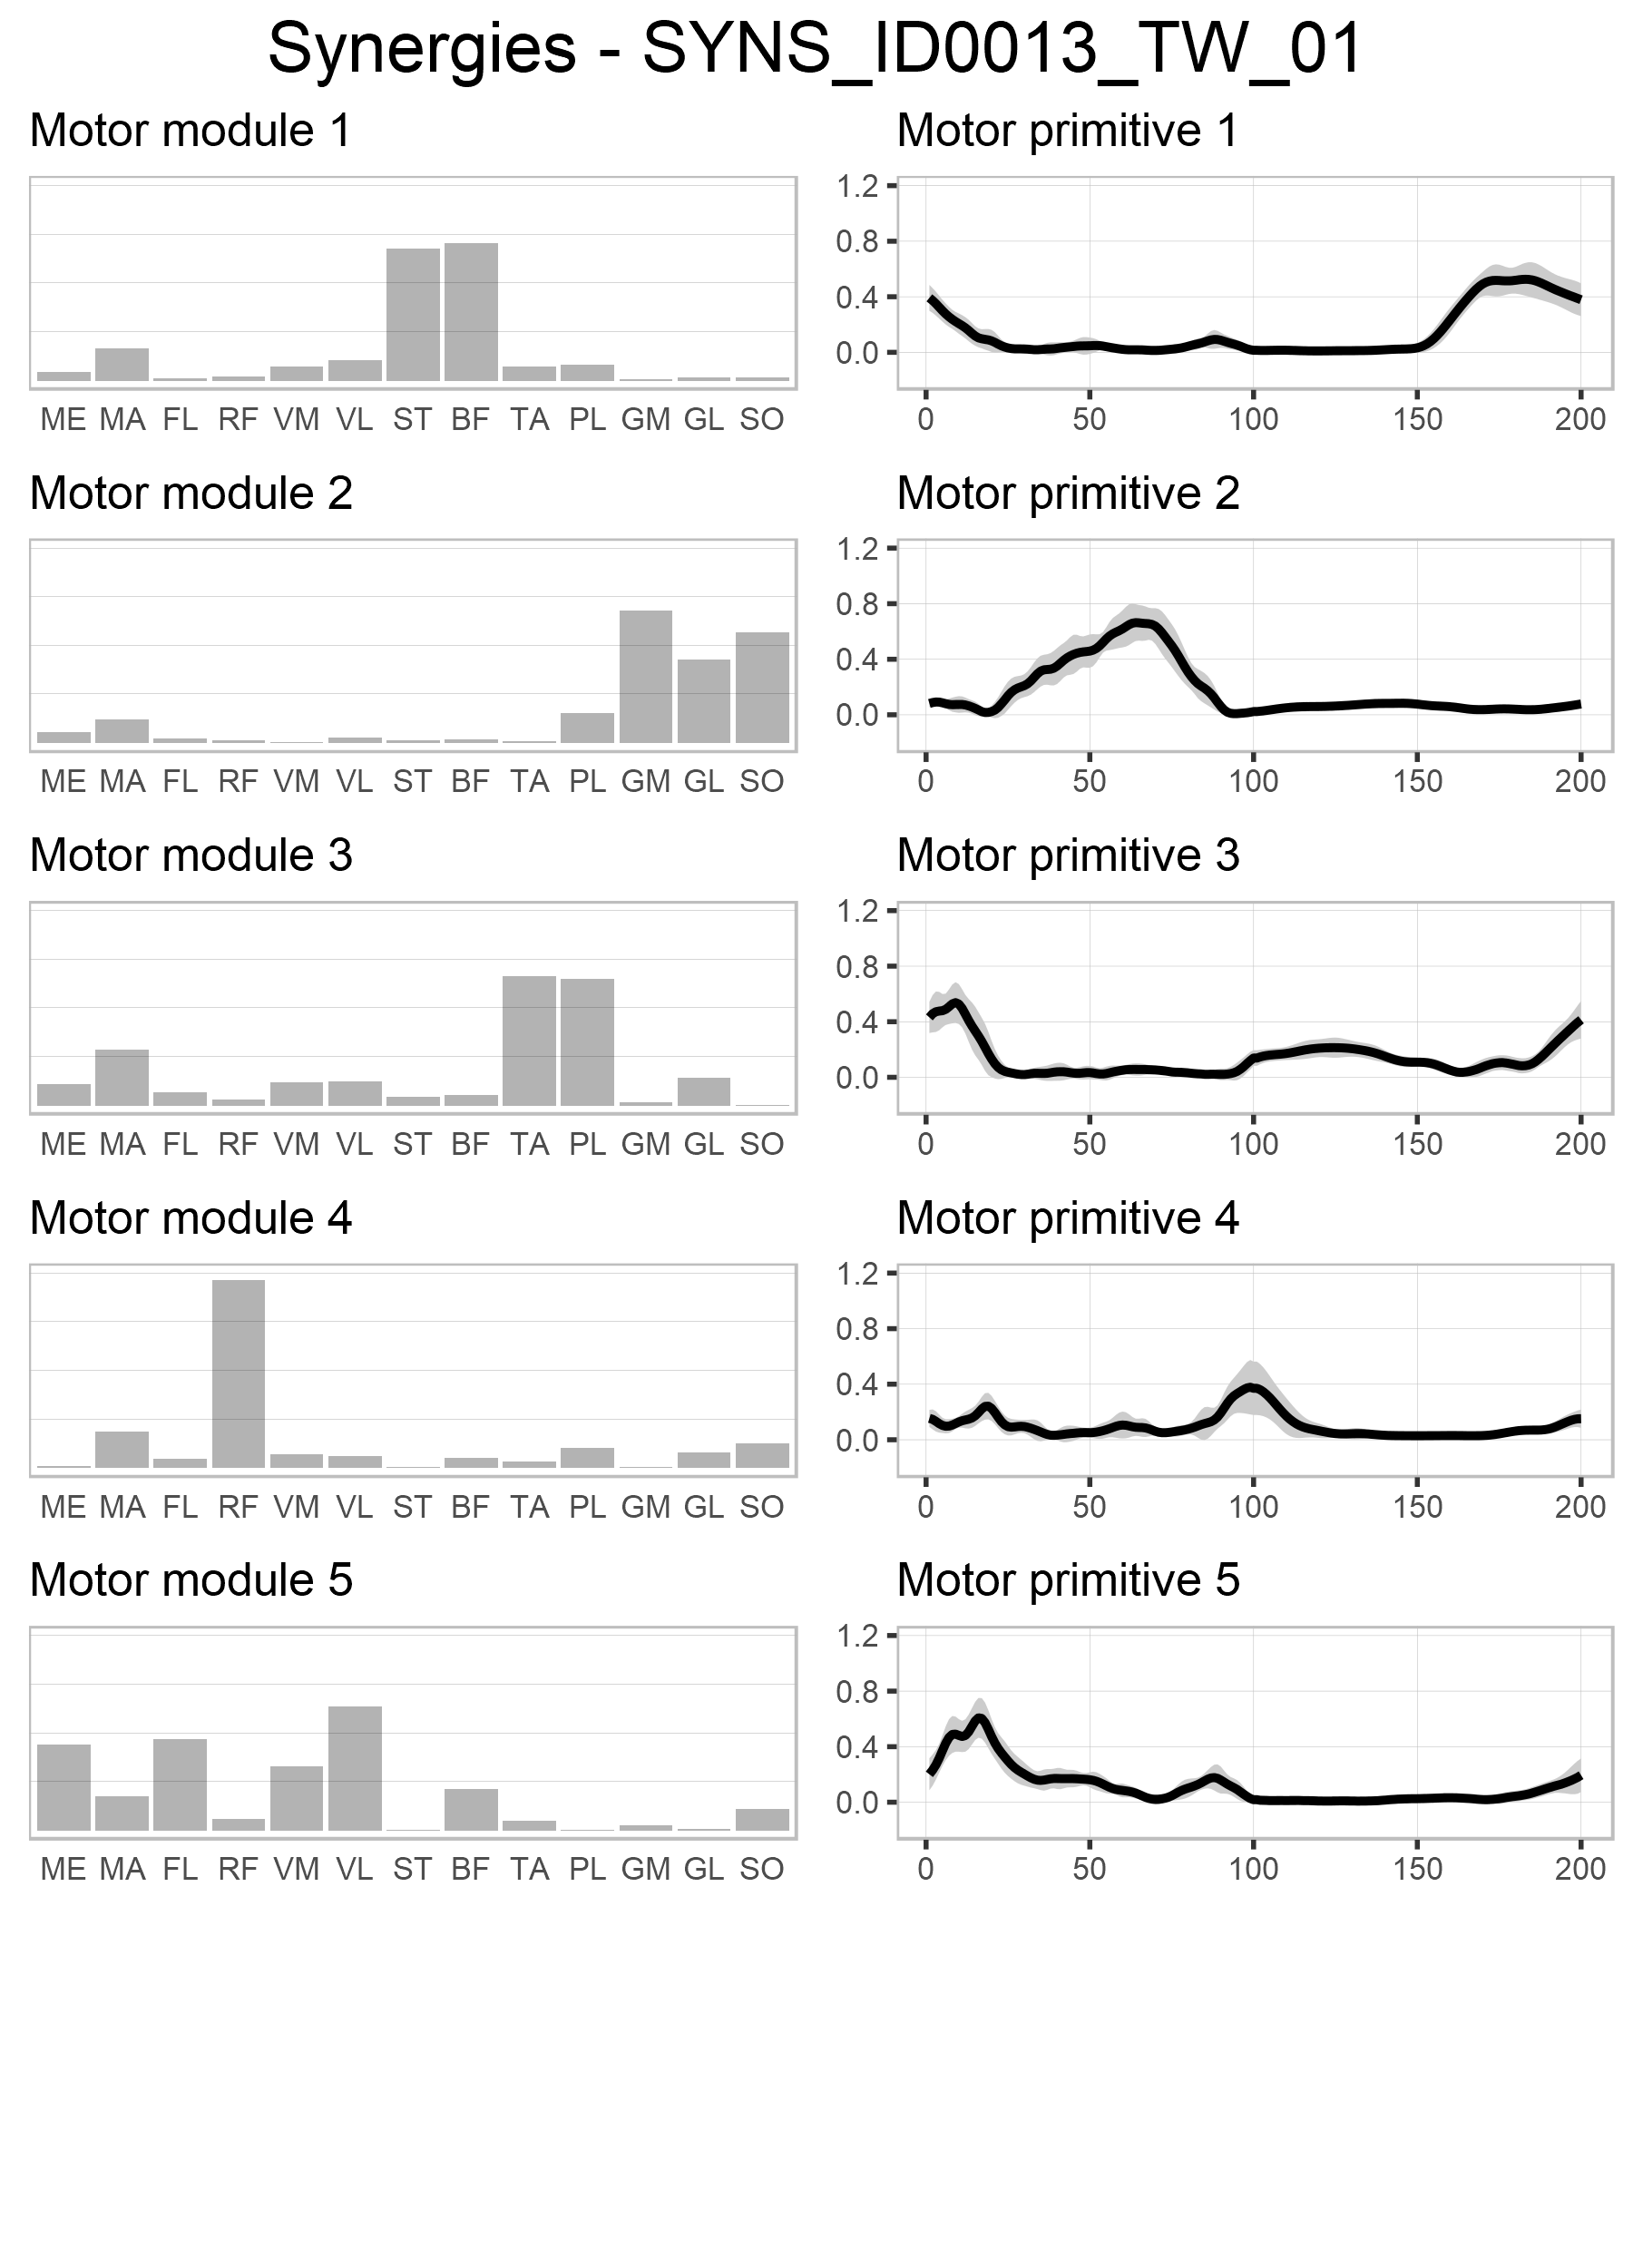 Synergies - SYNS_ID0013_TW_01
Motor module 1
Motor primitive 1
1.2
0.8
0.4
0.0
ME MA FL RF VM VL ST BF TA PL GM GL SO
0 50 100 150 200
Motor module 2
Motor primitive 2
1.2
0.8
0.4
0.0
ME MA FL RF VM VL ST BF TA PL GM GL SO
0 50 100 150 200
Motor module 3
Motor primitive 3
1.2
0.8
0.4
0.0
ME MA FL RF VM VL ST BF TA PL GM GL SO
0 50 100 150 200
Motor module 4
Motor primitive 4
1.2
0.8
0.4
0.0
ME MA FL RF VM VL ST BF TA PL GM GL SO
0 50 100 150 200
Motor module 5
Motor primitive 5
1.2
0.8
0.4
0.0
ME MA FL RF VM VL ST BF TA PL GM GL SO
0 50 100 150 200